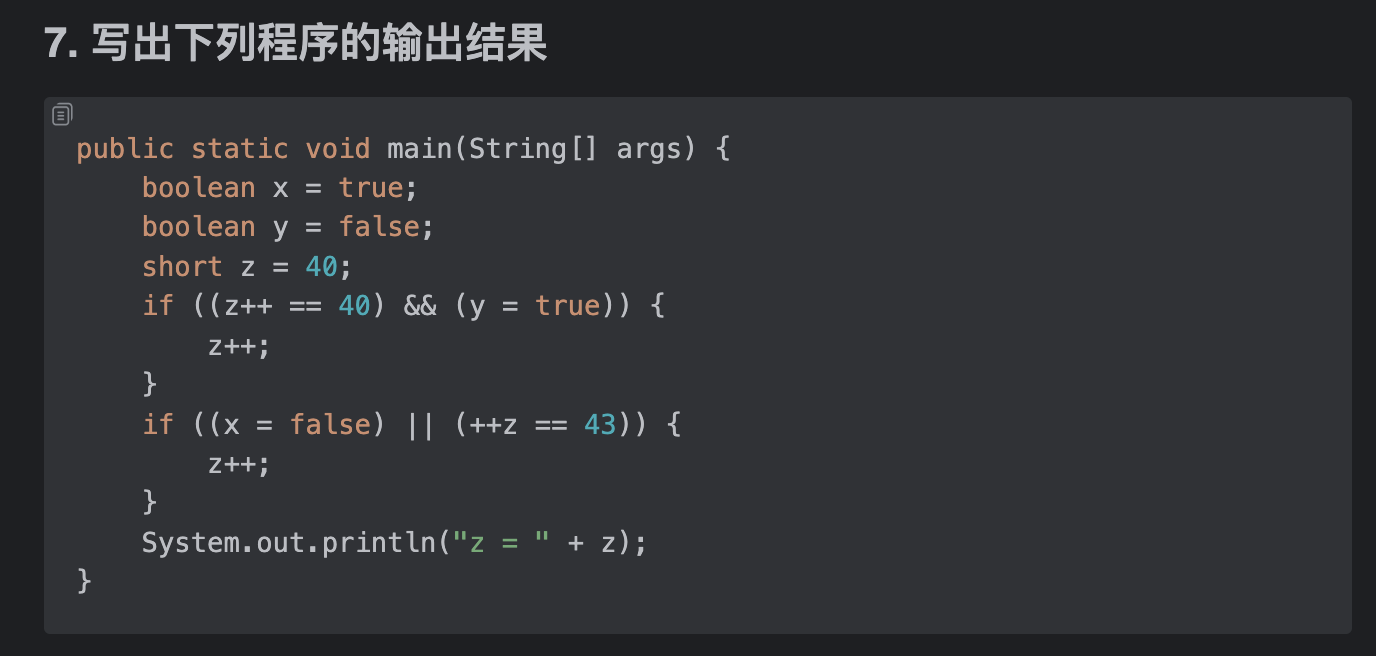 7. 写出下列程序的输出结果
public static void main(String[] args) {
    boolean x = true;
    boolean y = false;
    short z = 40;
    if ((z++ == 40) && (y = true)) {
        z++;
    }
    if ((x = false) || (++z == 43)) {
        z++;
    }
    System.out.println("z = " + z);
}